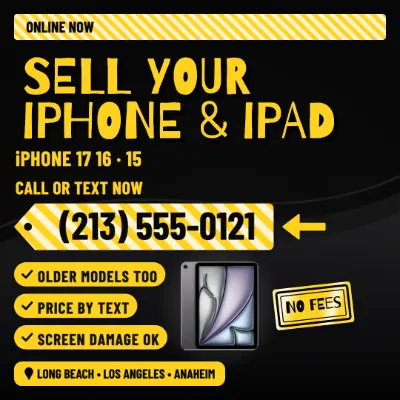 ONLINE NOW
SELL YOUR
IPHONE & IPAD
iPHONE 17 16 · 15
CALL OR TEXT NOW
(213) 555-0121
OLDER MODELS TOO
PRICE BY TEXT
NO FEES
SCREEN DAMAGE OK
LONG BEACH • LOS ANGELES • ANAHEIM